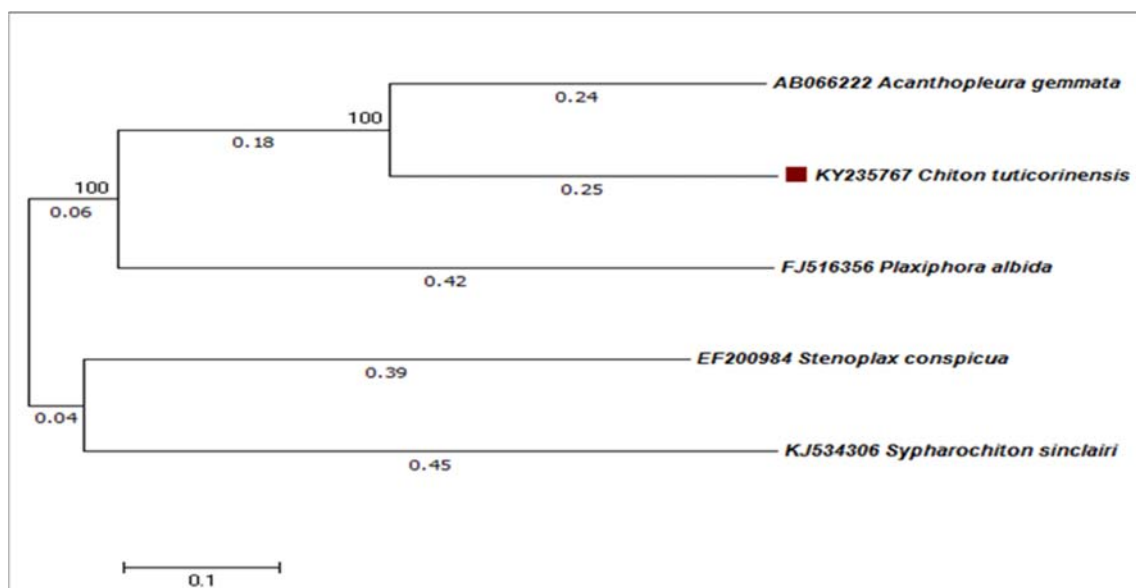 AB066222 Acanthopleura gemmata
0.24
100
0.18
KY235767 Chiton tuticorinensis
100
0.25
0.06
FJ516356 Plaxiphora albida
0.42
EF200984 Stenoplax conspicua
0.39
0.04
KJ534306 Sypharochiton sinclairi
0.45
0.1